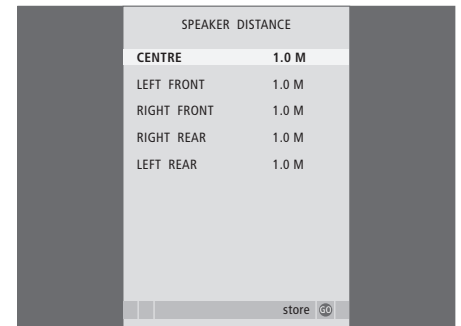 SPEAKER DISTANCE
CENTRE 1.0 M
LEFT FRONT 1.0 M
RIGHT FRONT 1.0 M
RIGHT REAR 1.0 M
LEFT REAR 1.0 M
store GO